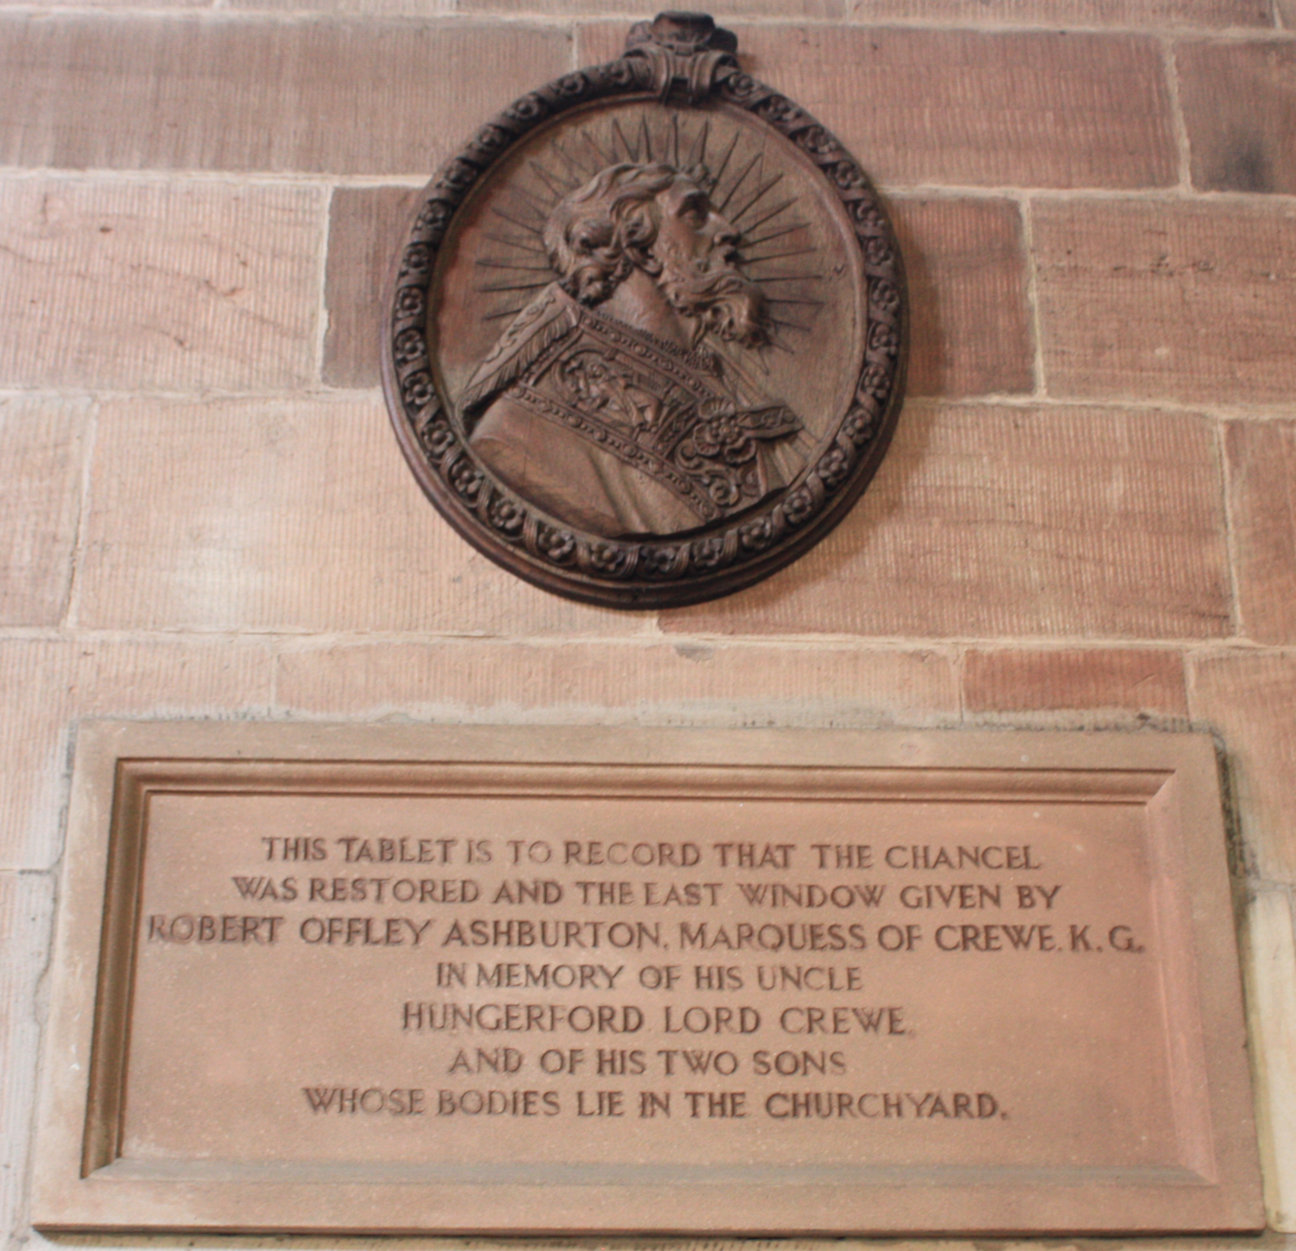 THIS TABLET IS TO RECORD THAT THE CHANCEL
WAS RESTORED AND THE EAST WINDOW GIVEN BY
ROBERT OFFLEY ASHBURTON, MARQUESS OF CREWE. K.G.
IN MEMORY OF HIS UNCLE
HUNGERFORD LORD CREWE.
AND OF HIS TWO SONS
WHOSE BODIES LIE IN THE CHURCHYARD.